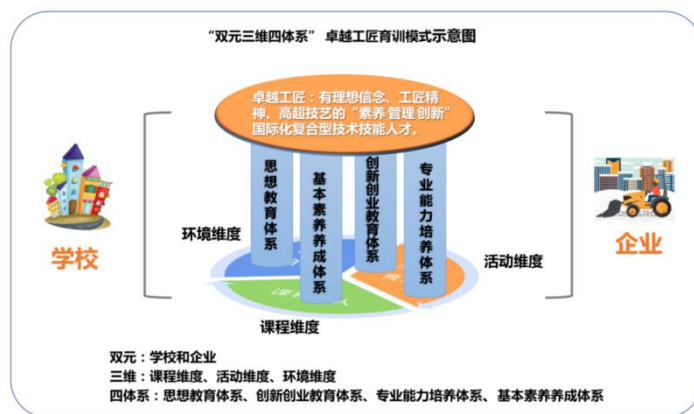 “双元三维四体系” 卓越工匠育训模式示意图
卓越工匠：有理想信念、工匠精
神、高超技艺的“素养·管理·创新”
国际化复合型技术技能人才。
思想教育体系
基本素养养成体系
创新创业教育体系
专业能力培养体系
环境维度
活动维度
课程维度
学校
企业
双元：学校和企业
三维：课程维度、活动维度、环境维度
四体系：思想教育体系、创新创业教育体系、专业能力培养体系、基本素养养成体系